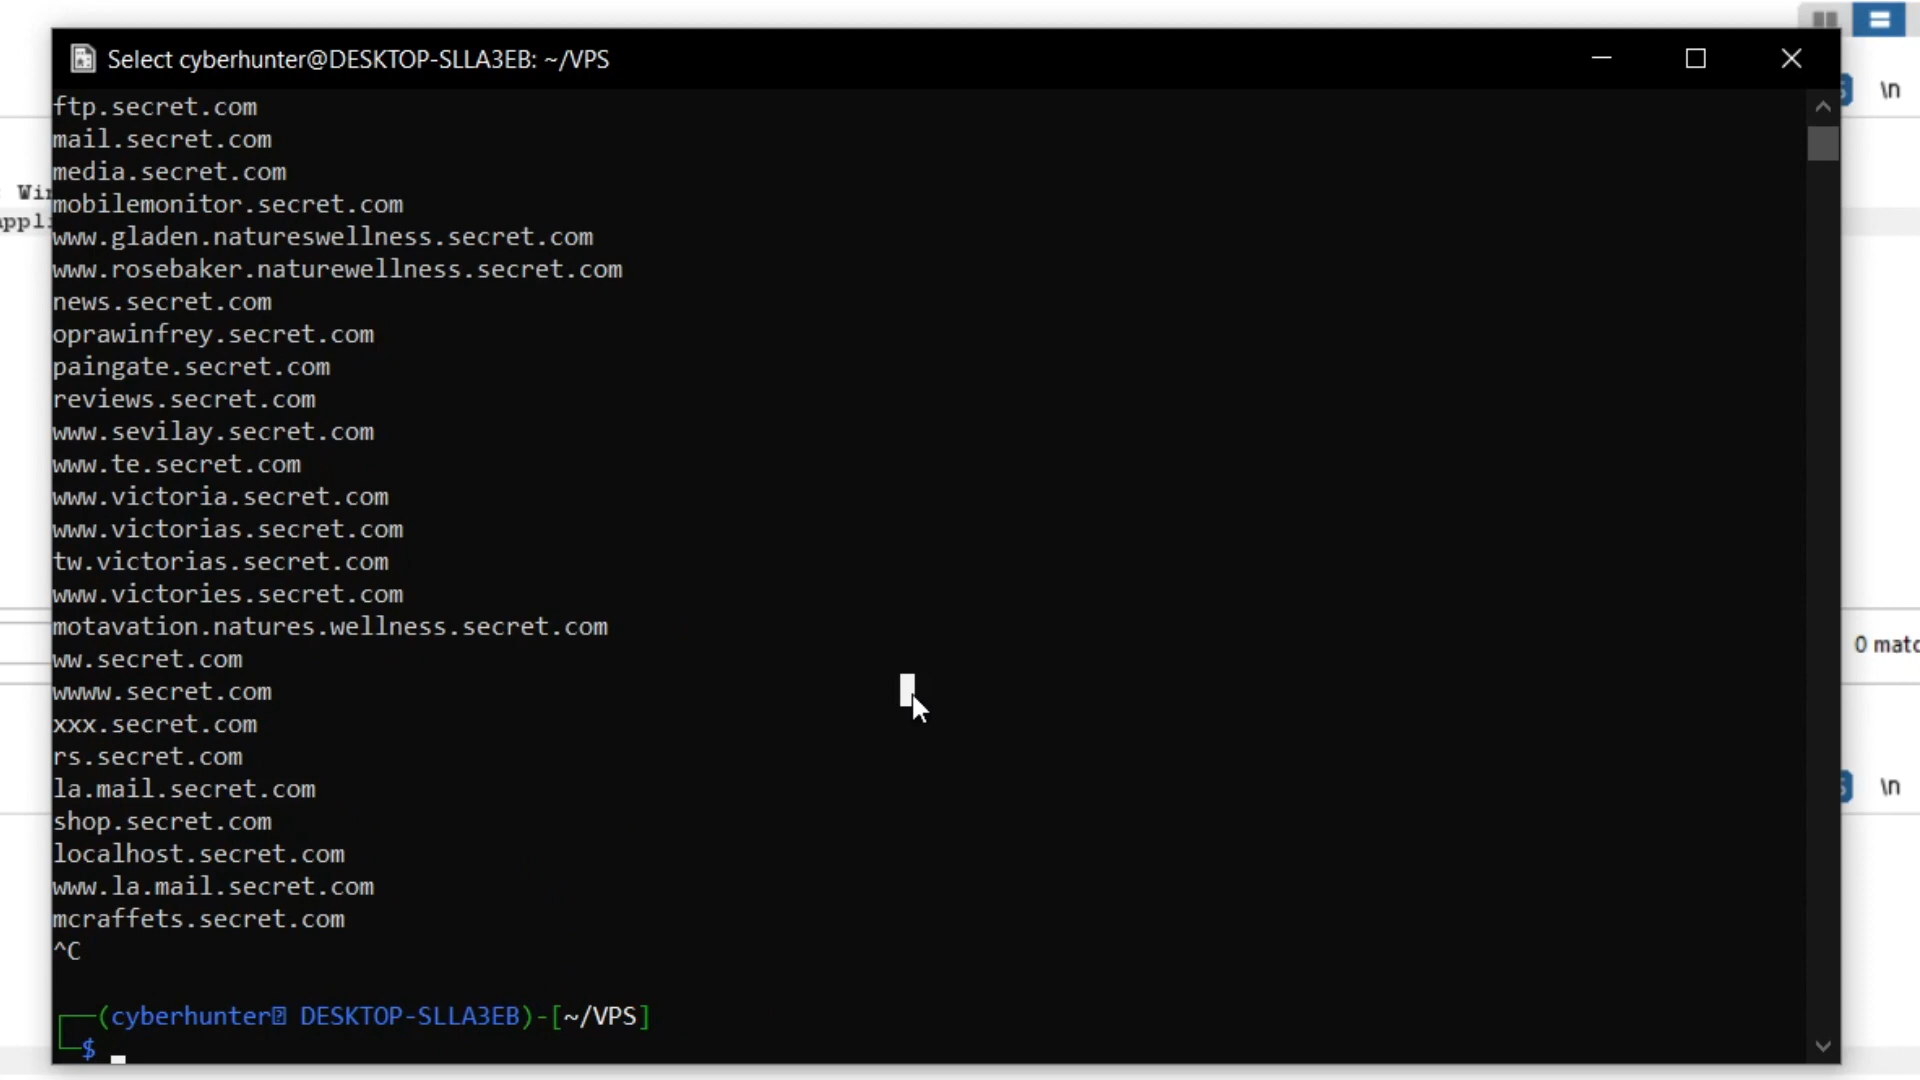 Select cyberhunter@DESKTOP-SLLA3EB: ~/VPS
\n
ftp.secret.com
mail.secret.com
media.secret.com
mobilemonitor.secret.com
www.gladen.natureswellness.secret.com
www.rosebaker.naturewellness.secret.com
news.secret.com
oprawinfrey.secret.com
paingate.secret.com
reviews.secret.com
www.sevilay.secret.com
www.te.secret.com
www.victoria.secret.com
www.victorias.secret.com
tw.victorias.secret.com
www.victories.secret.com
motavation.natures.wellness.secret.com
0 matc
ww.secret.com
wwww.secret.com
xxx.secret.com
rs.secret.com
la.mail.secret.com
\n
shop.secret.com
localhost.secret.com
www.la.mail.secret.com
mcraffets.secret.com
^C
(cyberhunter DESKTOP-SLLA3EB)-[~/VPS]
$